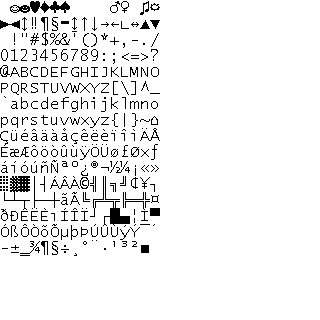 ☺☻♥♦♣♠ ♂♀ ♫☼
►◄↕‼¶§▬↨↑↓→←∟↔▲▼
!"#$%&'()*+,-./
0123456789:;<=>?
@ABCDEFGHIJKLMNO
PQRSTUVWXYZ[\]^_
`abcdefghijklmno
pqrstuvwxyz{|}~⌂
ÇüéâäàåçêëèïîìÄÅ
ÉæÆôöòûùÿÖÜø£Ø×ƒ
áíóúñÑªº¿®¬½¼¡«»
░▒▓│┤ÁÂÀ©╣║╗╝¢¥┐
└┴┬├─┼ãÃ╚╔╩╦╠═╬¤
ðÐÊËÈıÍÎÏ┘┌█▄¦Ì▀
ÓßÔÒõÕµþÞÚÛÙýÝ¯´
-±‗¾¶§÷¸°¨·¹³²■